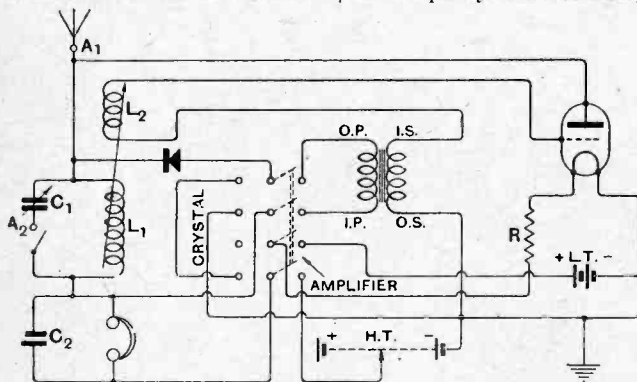 A1
L2
O.P. I.S.
C1
A2
L1
CRYSTAL
I.P. O.S.
R
AMPLIFIER
+ L.T. -
C2
+ H.T. -